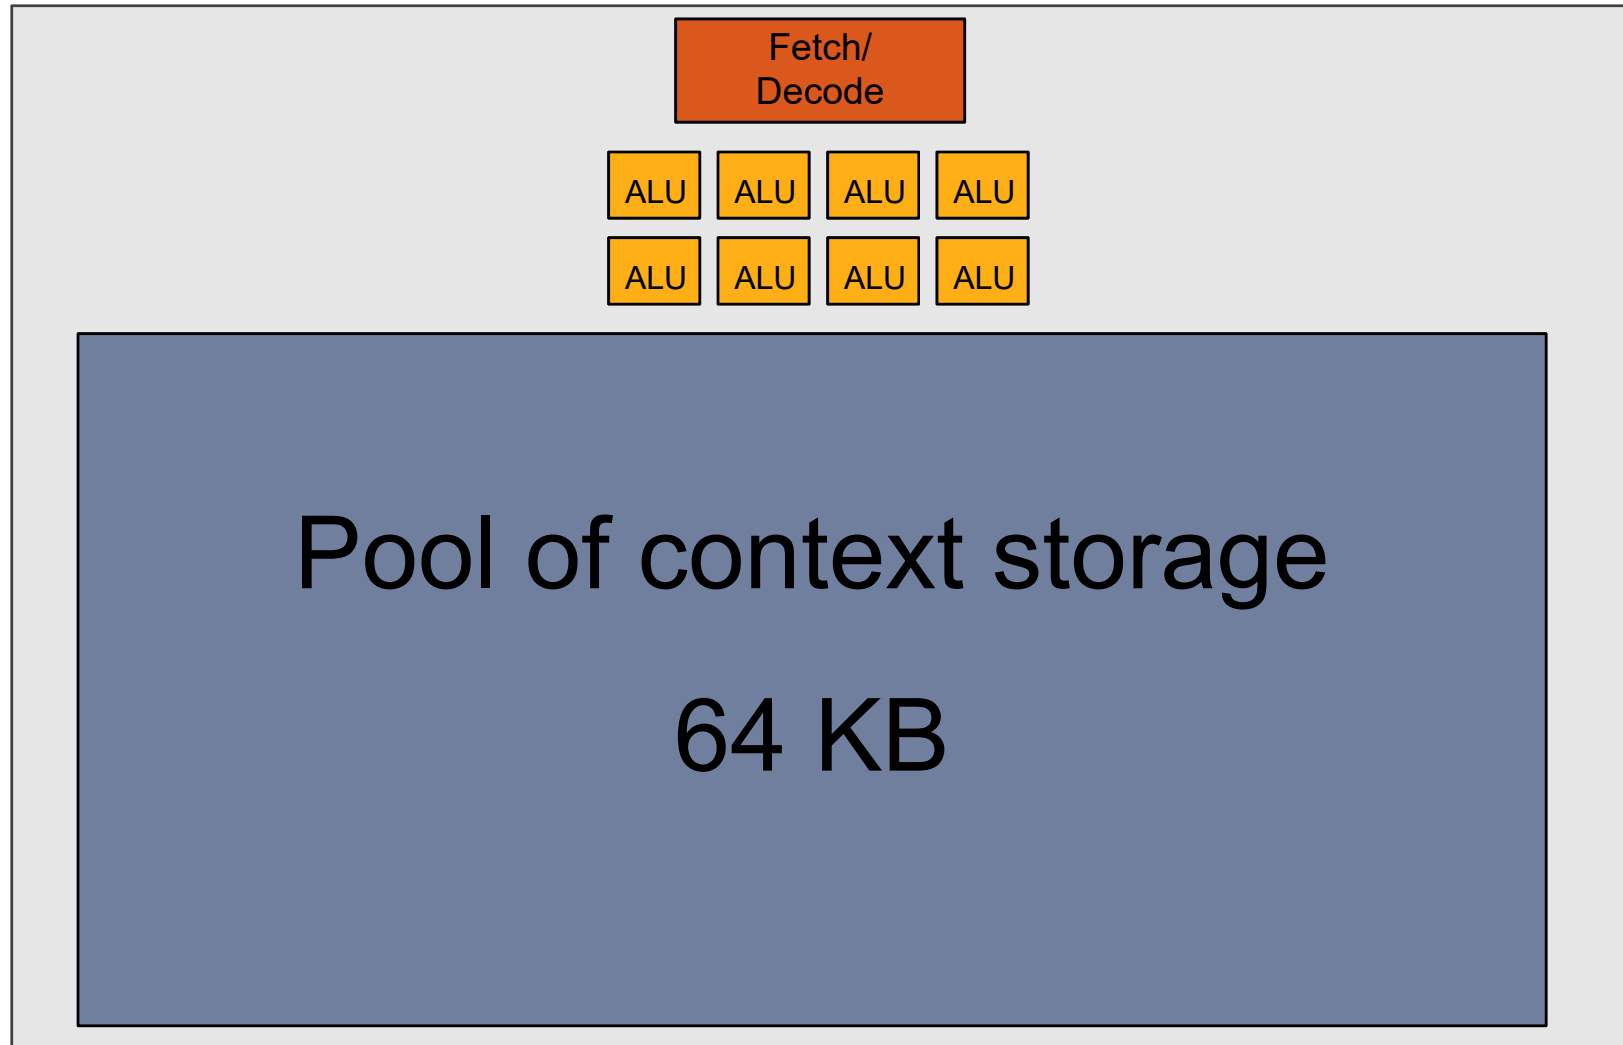 Fetch/
Decode
ALU ALU ALU ALU
ALU ALU ALU ALU
Pool of context storage
64 KB